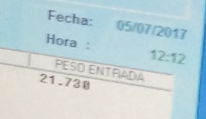 Fecha: 05/07/2017
Hora : 12:12
PESO ENTRADA
21.730